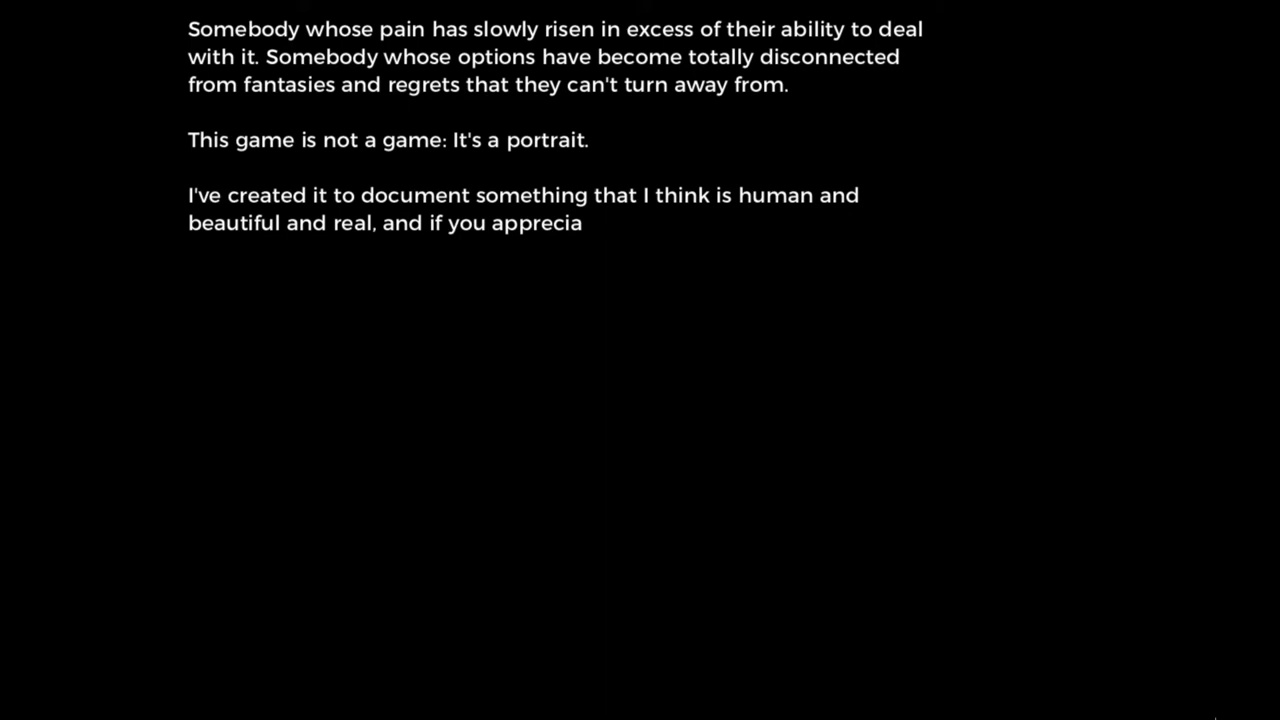 Somebody whose pain has slowly risen in excess of their ability to deal
with it. Somebody whose options have become totally disconnected
from fantasies and regrets that they can't turn away from.
This game is not a game: It's a portrait.
I've created it to document something that I think is human and
beautiful and real, and if you apprecia